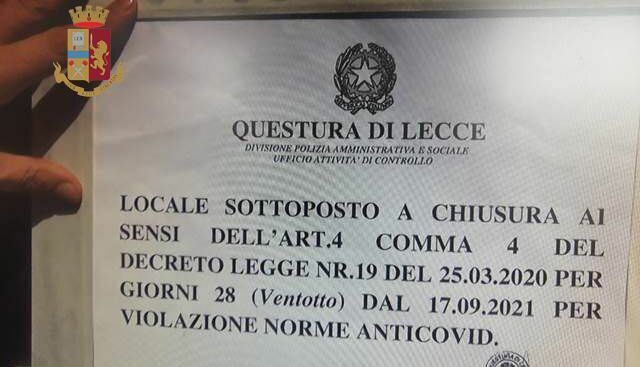 QUESTURA DI LECCE
DIVISIONE POLIZIA AMMINISTRATIVA E SOCIALE
UFFICIO ATTIVITA' DI CONTROLLO
LOCALE SOTTOPOSTO A CHIUSURA AI
SENSI DELL'ART.4 COMMA 4 DEL
DECRETO LEGGE NR.19 DEL 25.03.2020 PER
GIORNI 28 (Ventotto) DAL 17.09.2021 PER
VIOLAZIONE NORME ANTICOVID.
QUESTURA DI